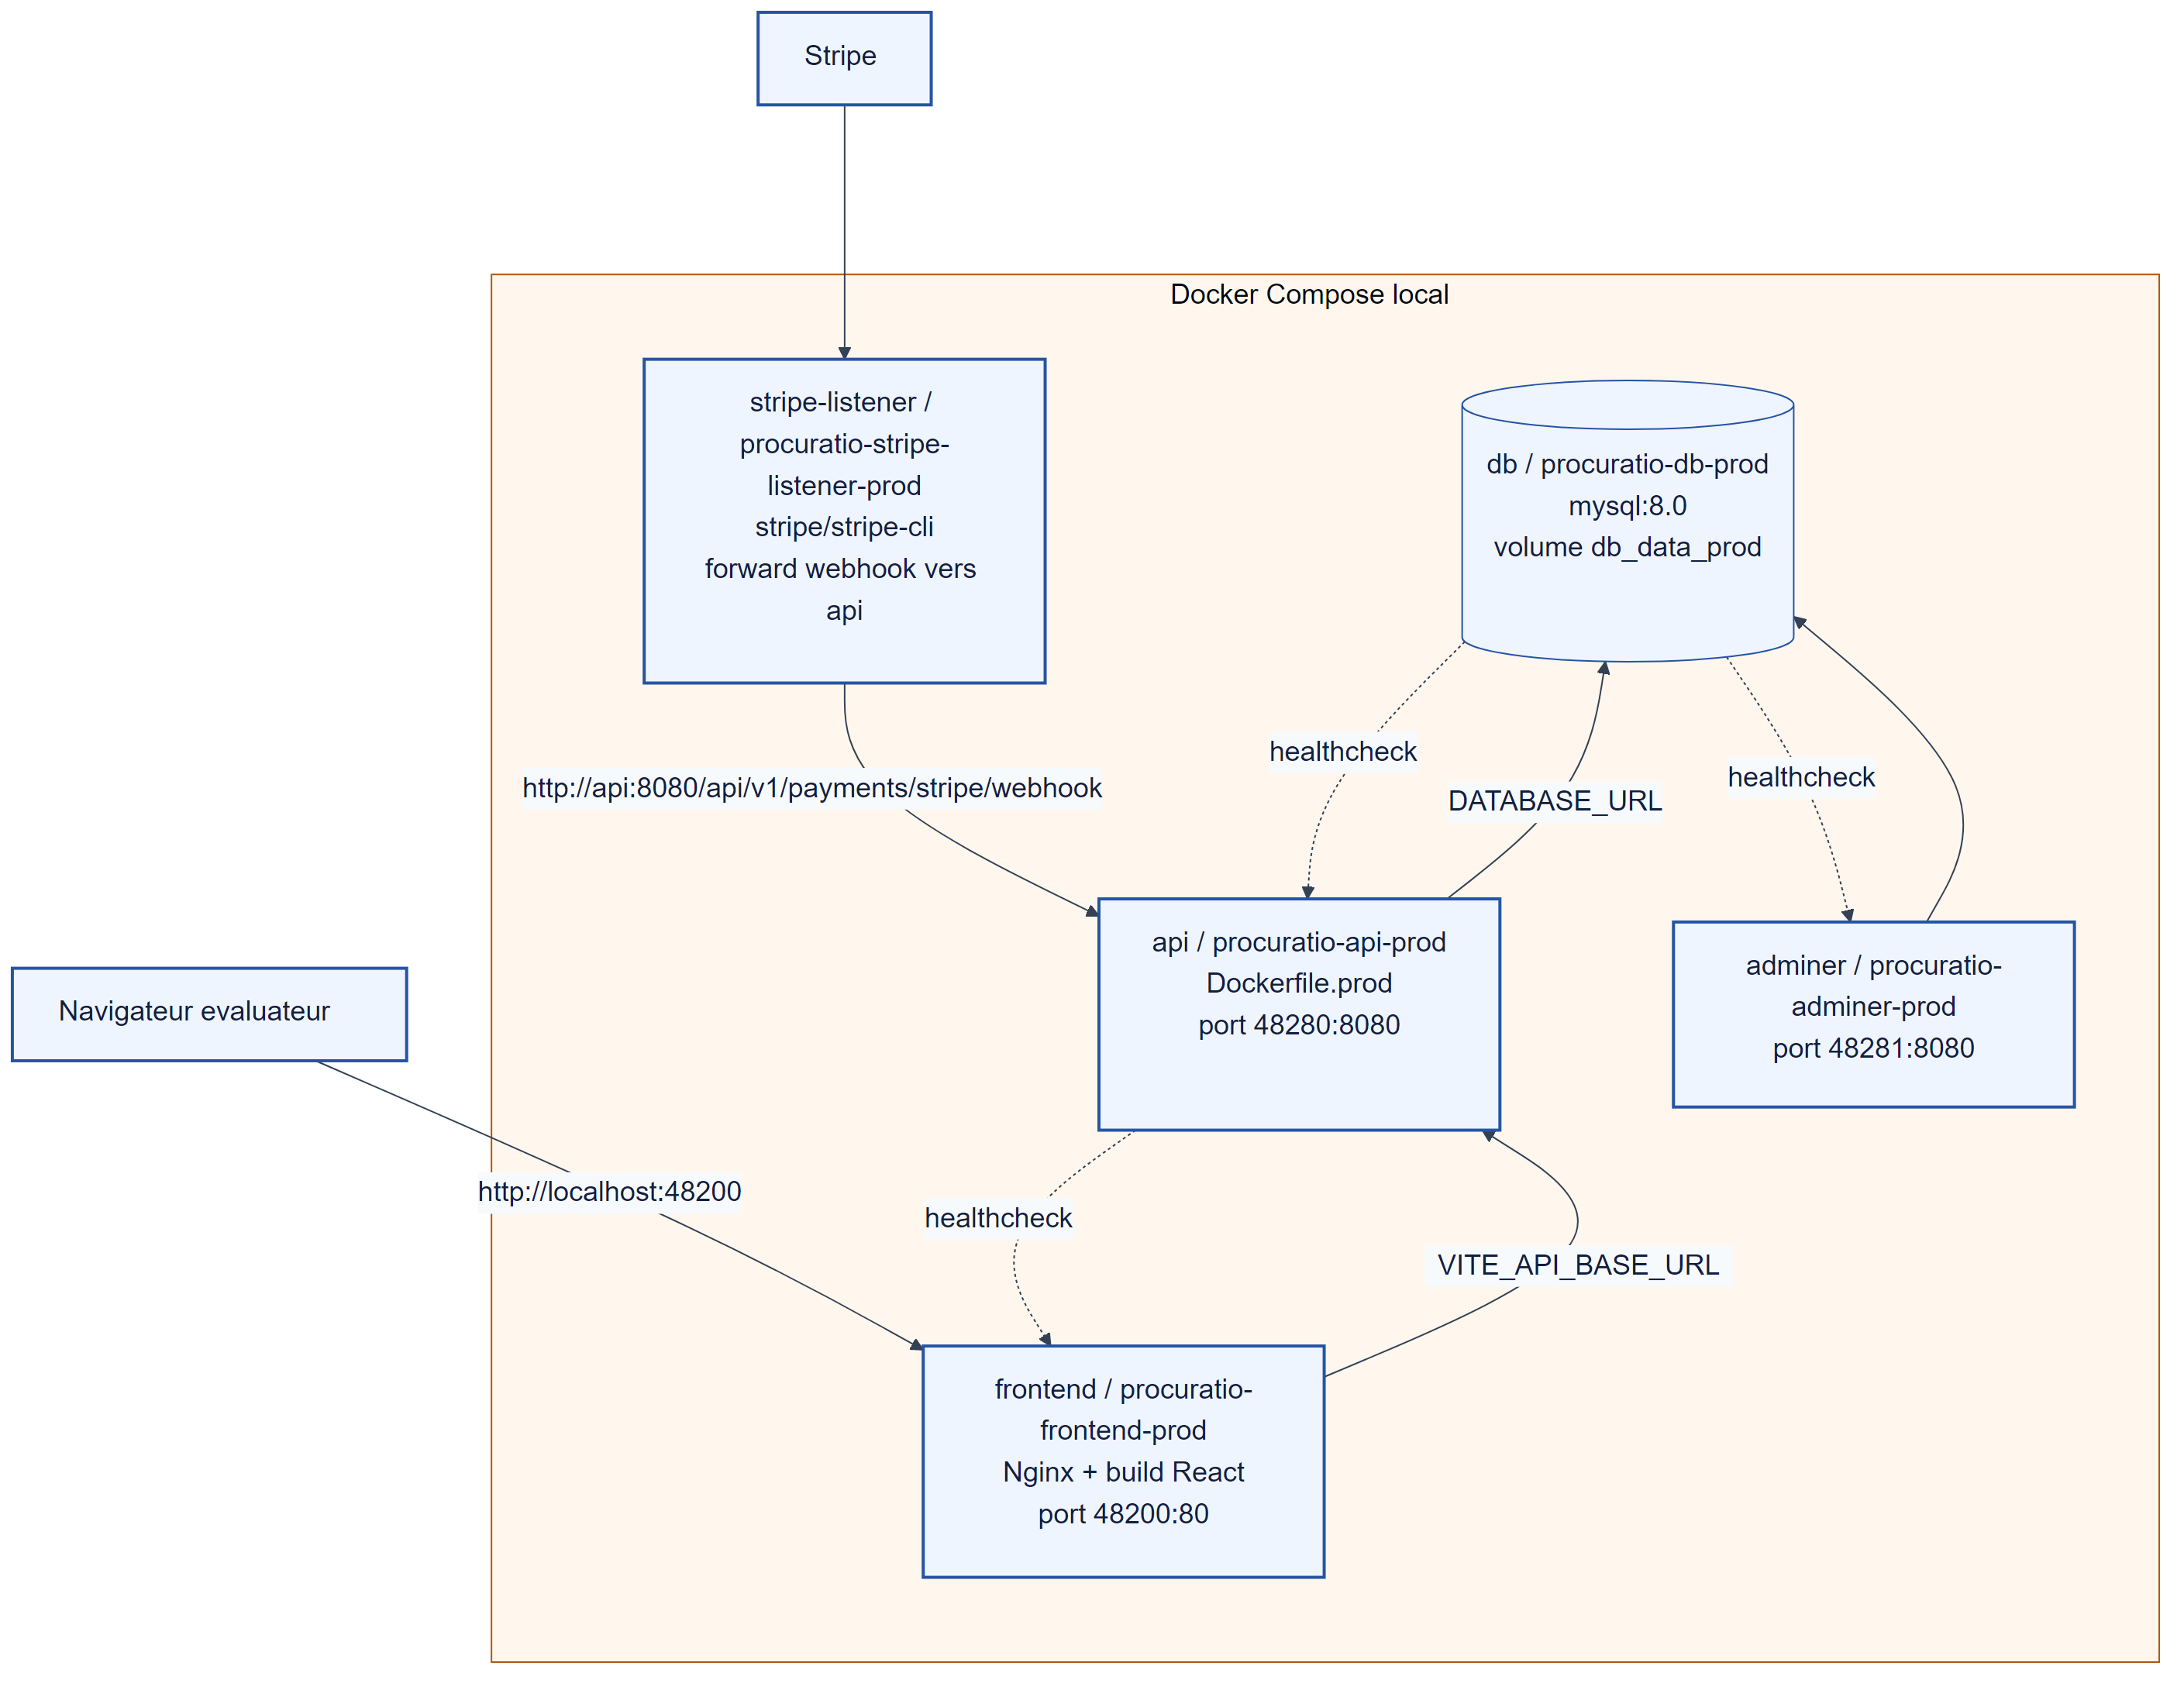 Stripe
Docker Compose local
stripe-listener /
procuratio-stripe-
listener-prod
stripe/stripe-cli
forward webhook vers
api
db / procuratio-db-prod
mysql:8.0
volume db_data_prod
healthcheck
healthcheck
http://api:8080/api/v1/payments/stripe/webhook
DATABASE_URL
api / procuratio-api-prod
Dockerfile.prod
port 48280:8080
adminer / procuratio-
adminer-prod
port 48281:8080
Navigateur evaluateur
http://localhost:48200
healthcheck
VITE_API_BASE_URL
frontend / procuratio-
frontend-prod
Nginx + build React
port 48200:80